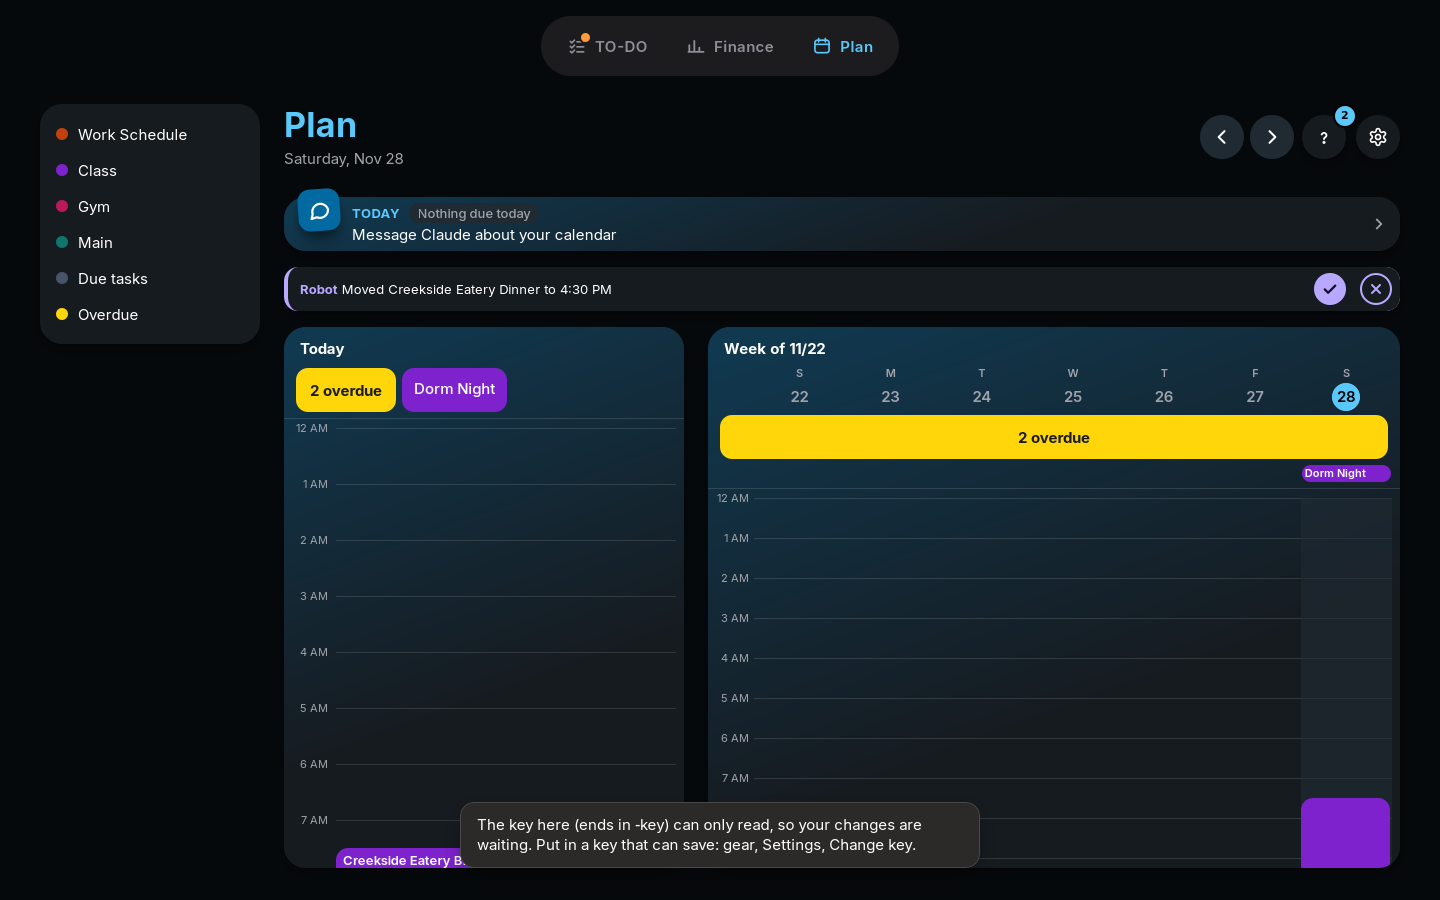 TO-DO
Finance
Plan
Work Schedule
Class
Gym
Main
Due tasks
Overdue
Plan
Saturday, Nov 28
?
2
TODAY Nothing due today
Message Claude about your calendar
Robot Moved Creekside Eatery Dinner to 4:30 PM
Today
2 overdue
Dorm Night
12 AM
1 AM
2 AM
3 AM
4 AM
5 AM
6 AM
7 AM
Creekside Eatery B
Week of 11/22
S M T W T F S
22 23 24 25 26 27 28
2 overdue
Dorm Night
12 AM
1 AM
2 AM
3 AM
4 AM
5 AM
6 AM
7 AM
The key here (ends in -key) can only read, so your changes are
waiting. Put in a key that can save: gear, Settings, Change key.